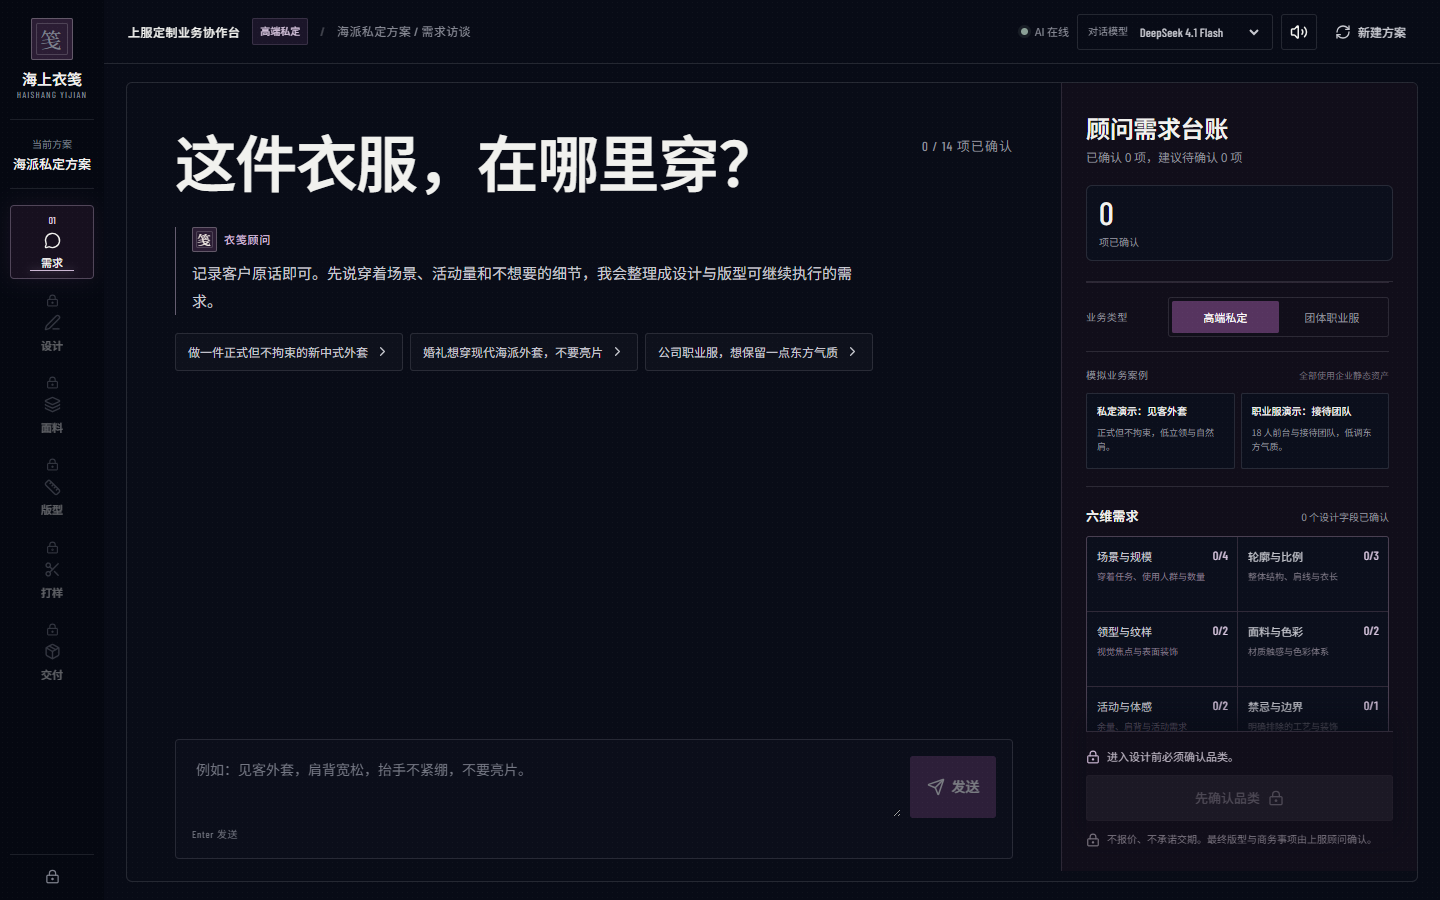 笺
海上衣笺
HAISHANG YIJIAN
当前方案
海派私定方案
01
需求
设计
面料
版型
打样
交付
上服定制业务协作台
高端私定
/
海派私定方案 / 需求访谈
AI 在线
对话模型 DeepSeek 4.1 Flash
新建方案
这件衣服，在哪里穿？
0 / 14 项已确认
笺 衣笺顾问
记录客户原话即可。先说穿着场景、活动量和不想要的细节，我会整理成设计与版型可继续执行的需
求。
做一件正式但不拘束的新中式外套
婚礼想穿现代海派外套，不要亮片
公司职业服，想保留一点东方气质
例如：见客外套，肩背宽松，抬手不紧绷，不要亮片。
发送
Enter 发送
顾问需求台账
已确认 0 项，建议待确认 0 项
0
项已确认
业务类型
高端私定
团体职业服
模拟业务案例
全部使用企业静态资产
私定演示：见客外套
正式但不拘束，低立领与自然
肩。
职业服演示：接待团队
18 人前台与接待团队，低调东
方气质。
六维需求
0 个设计字段已确认
场景与规模 0/4
穿着任务、使用人群与数量
轮廓与比例 0/3
整体结构、肩线与衣长
领型与纹样 0/2
视觉焦点与表面装饰
面料与色彩 0/2
材质触感与色彩体系
活动与体感 0/2
余量、肩背与活动需求
禁忌与边界 0/1
明确排除的工艺与装饰
进入设计前必须确认品类。
先确认品类
不报价、不承诺交期。最终版型与商务事项由上服顾问确认。